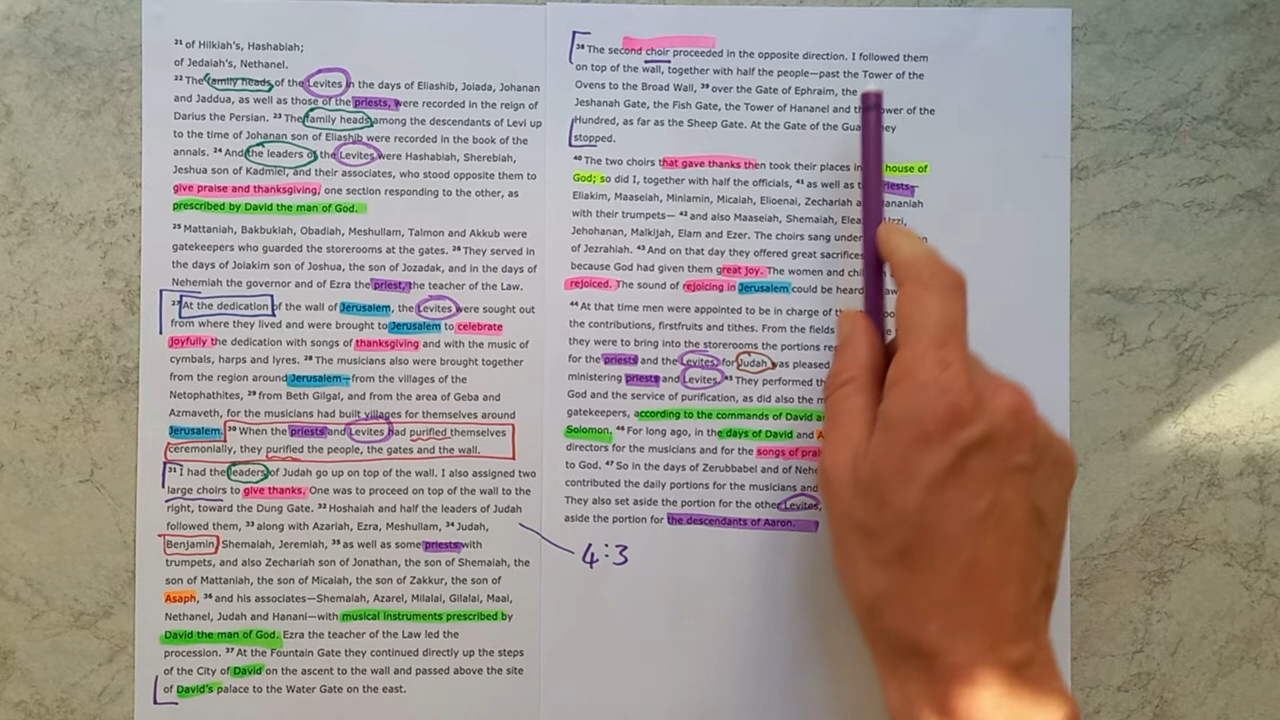 21 of Hilkiah's, Hashabiah;
of Jedaiah's, Nethanel.
22 The family heads of the Levites in the days of Eliashib, Joiada, Johanan
and Jaddua, as well as those of the priests, were recorded in the reign of
Darius the Persian. 23 The family heads among the descendants of Levi up
to the time of Johanan son of Eliashib were recorded in the book of the
annals. 24 And the leaders of the Levites were Hashabiah, Sherebiah,
Jeshua son of Kadmiel, and their associates, who stood opposite them to
give praise and thanksgiving, one section responding to the other, as
prescribed by David the man of God.
25 Mattaniah, Bakbukiah, Obadiah, Meshullam, Talmon and Akkub were
gatekeepers who guarded the storerooms at the gates. 26 They served in
the days of Joiakim son of Joshua, the son of Jozadak, and in the days of
Nehemiah the governor and of Ezra the priest, the teacher of the Law.
27 At the dedication of the wall of Jerusalem, the Levites were sought out
from where they lived and were brought to Jerusalem to celebrate
joyfully the dedication with songs of thanksgiving and with the music of
cymbals, harps and lyres. 28 The musicians also were brought together
from the region around Jerusalem—from the villages of the
Netophathites, 29 from Beth Gilgal, and from the area of Geba and
Azmaveth, for the musicians had built villages for themselves around
Jerusalem. 30 When the priests and Levites had purified themselves
ceremonially, they purified the people, the gates and the wall.
31 I had the leaders of Judah go up on top of the wall. I also assigned two
large choirs to give thanks. One was to proceed on top of the wall to the
right, toward the Dung Gate. 32 Hoshaiah and half the leaders of Judah
followed them, 33 along with Azariah, Ezra, Meshullam, 34 Judah,
Benjamin, Shemaiah, Jeremiah, 35 as well as some priests with
trumpets, and also Zechariah son of Jonathan, the son of Shemaiah, the
son of Mattaniah, the son of Micaiah, the son of Zakkur, the son of
Asaph, 36 and his associates—Shemaiah, Azarel, Milalai, Gilalai, Maai,
Nethanel, Judah and Hanani—with musical instruments prescribed by
David the man of God. Ezra the teacher of the Law led the
procession. 37 At the Fountain Gate they continued directly up the steps
of the City of David on the ascent to the wall and passed above the site
of David's palace to the Water Gate on the east.
4:3
38 The second choir proceeded in the opposite direction. I followed them
on top of the wall, together with half the people—past the Tower of the
Ovens to the Broad Wall, 39 over the Gate of Ephraim, the
Jeshanah Gate, the Fish Gate, the Tower of Hananel and the Tower of the
Hundred, as far as the Sheep Gate. At the Gate of the they
stopped.
40 The two choirs that gave thanks then took their places in house of
God; so did I, together with half the officials, 41 as well as priests—
Eliakim, Maaseiah, Miniamin, Micaiah, Elioenai, Zechariah Hananiah
with their trumpets— 42 and also Maaseiah, Shemaiah, Uzzi,
Jehohanan, Malkijah, Elam and Ezer. The choirs sang under
of Jezrahiah. 43 And on that day they offered great sacrifices
because God had given them great joy. The women and
rejoiced. The sound of rejoicing in Jerusalem could be heard
44 At that time men were appointed to be in charge of
the contributions, firstfruits and tithes. From the fields
they were to bring into the storerooms the portions
for the priests and the Levites, for Judah was pleased
ministering priests and Levites. 45 They performed the
God and the service of purification, as did also the
gatekeepers, according to the commands of David
Solomon. 46 For long ago, in the days of David and
directors for the musicians and for the songs of
to God. 47 So in the days of Zerubbabel and of
contributed the daily portions for the musicians and
They also set aside the portion for the other Levites,
aside the portion for the descendants of Aaron.